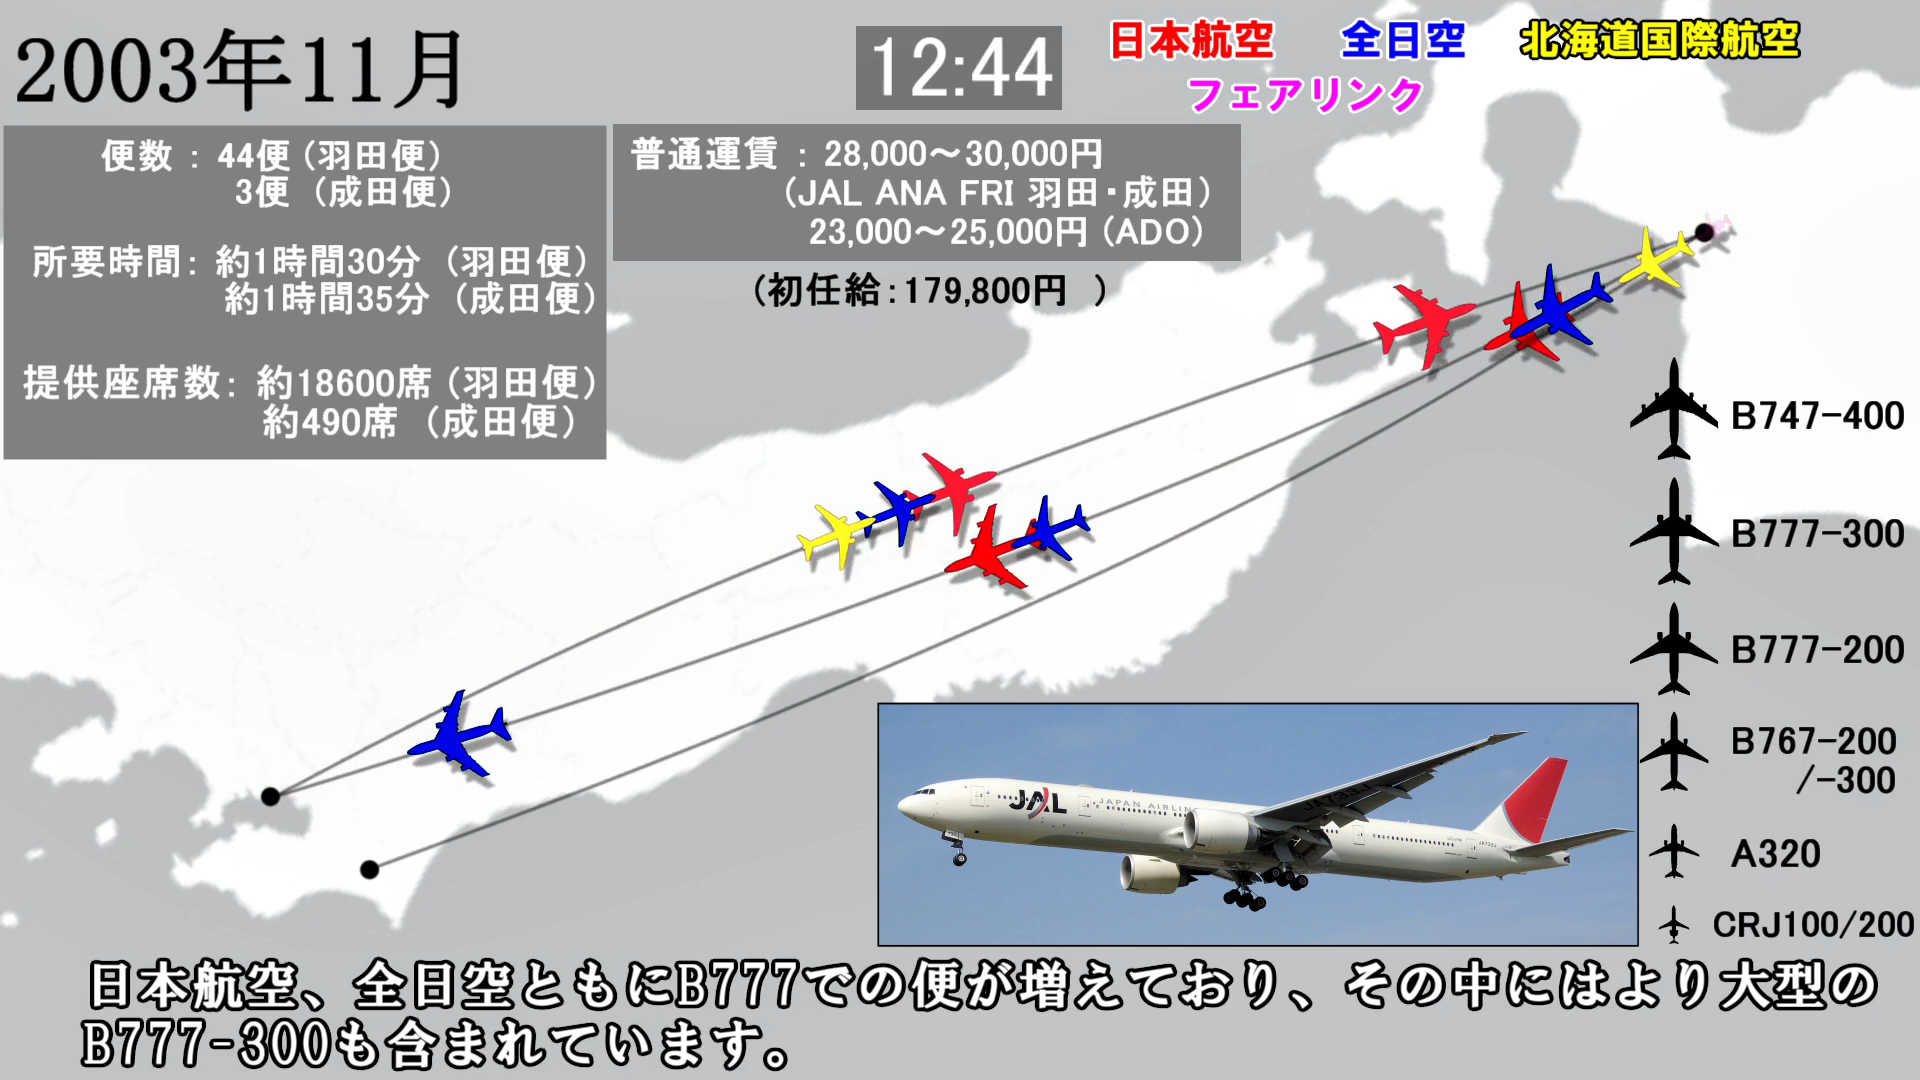 2003年11月
12:44
日本航空 全日空 北海道国際航空
フェアリンク
便数 : 44便 (羽田便)
3便 (成田便)
所要時間: 約1時間30分 (羽田便)
約1時間35分 (成田便)
提供座席数: 約18600席 (羽田便)
約490席 (成田便)
普通運賃 : 28,000〜30,000円
(JAL ANA FRI 羽田・成田)
23,000〜25,000円 (ADO)
(初任給:179,800円 )
B747-400
B777-300
B777-200
B767-200
/-300
A320
CRJ100/200
JAL JAPAN AIRLINES
日本航空、全日空ともにB777での便が増えており、その中にはより大型の
B777-300も含まれています。